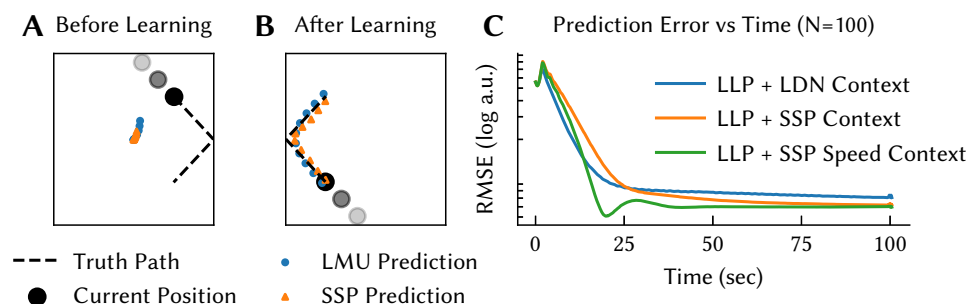 A Before Learning
B After Learning
C Prediction Error vs Time (N=100)
RMSE (log a.u.)
LLP + LDN Context
LLP + SSP Context
LLP + SSP Speed Context
0 25 50 75 100
Time (sec)
Truth Path
Current Position
LMU Prediction
SSP Prediction